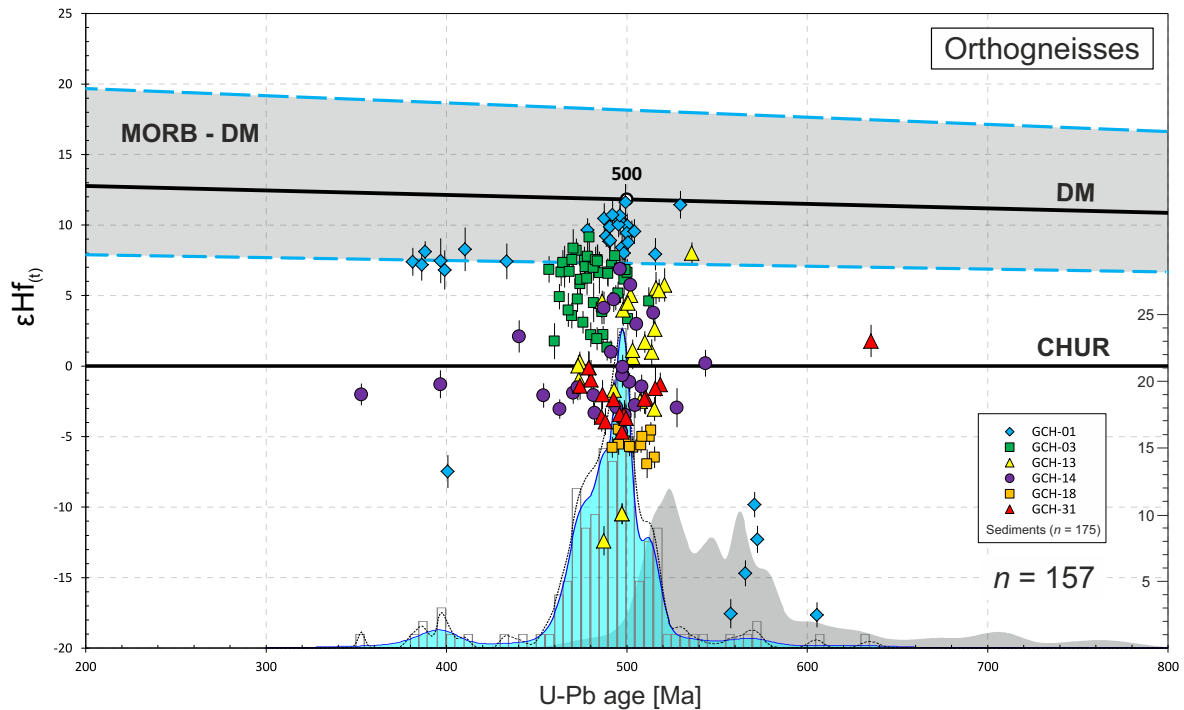 25
20
15
10
5
0
-5
-10
-15
-20
εHf(t)
Orthogneisses
MORB - DM
500
DM
CHUR
25
20
15
10
5
GCH-01
GCH-03
GCH-13
GCH-14
GCH-18
GCH-31
Sediments (n = 175)
n = 157
200 300 400 500 600 700 800
U-Pb age [Ma]